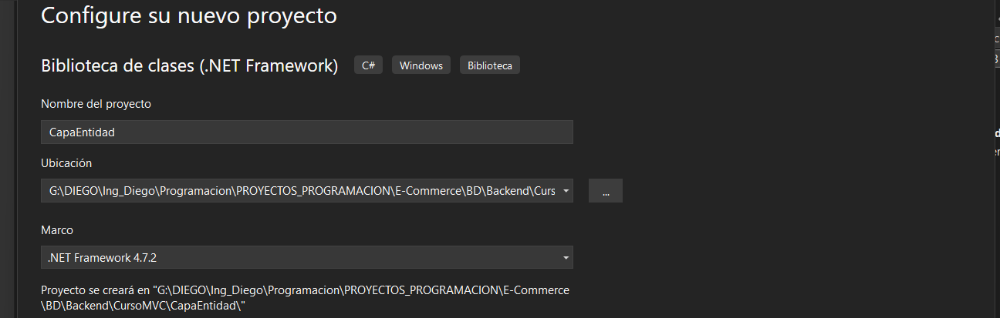 Configure su nuevo proyecto
Biblioteca de clases (.NET Framework) C# Windows Biblioteca
Nombre del proyecto
CapaEntidad
Ubicación
G:\DIEGO\Ing_Diego\Programacion\PROYECTOS_PROGRAMACION\E-Commerce\BD\Backend\Curs
...
Marco
.NET Framework 4.7.2
Proyecto se creará en "G:\DIEGO\Ing_Diego\Programacion\PROYECTOS_PROGRAMACION\E-Commerce
\BD\Backend\CursoMVC\CapaEntidad\"